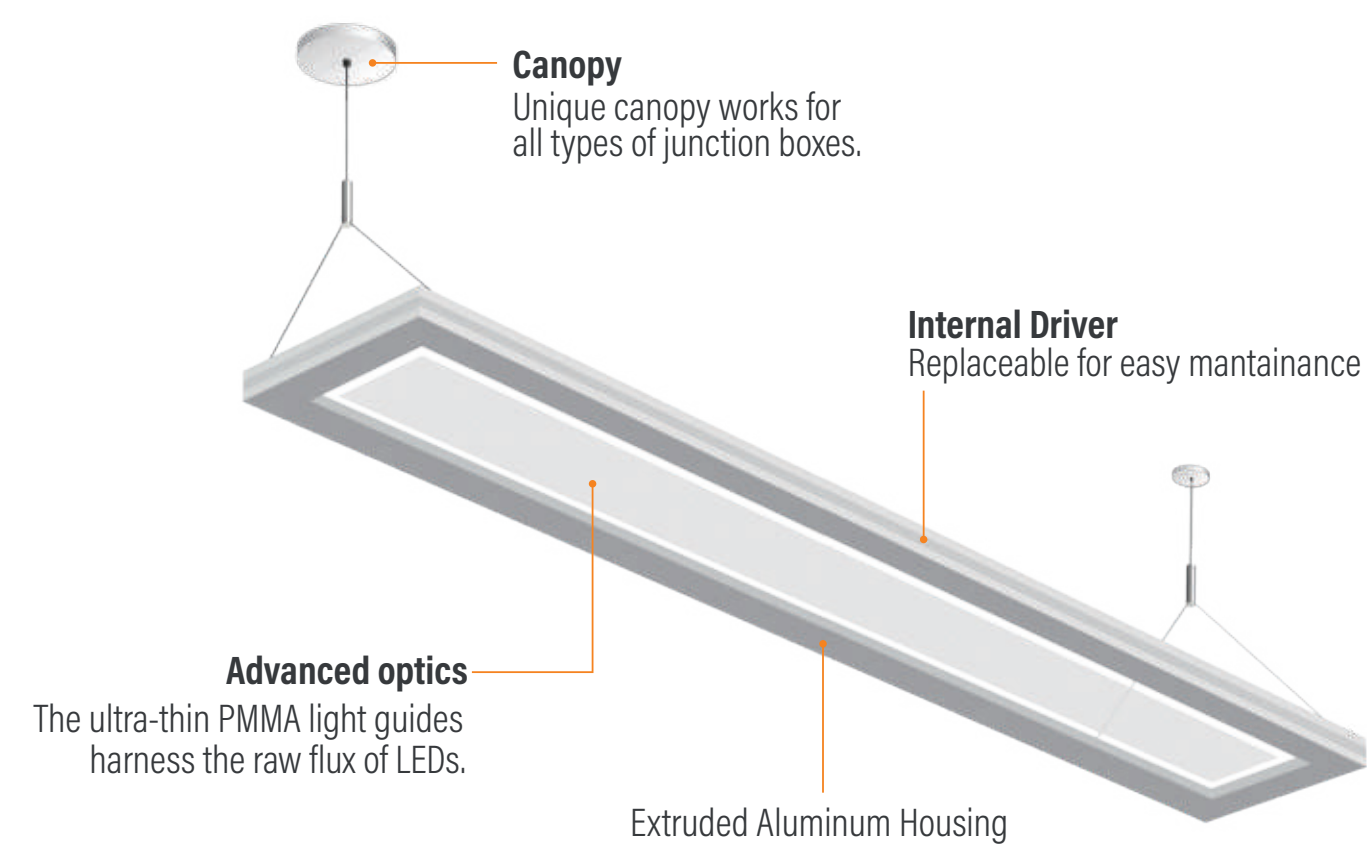 Canopy
Unique canopy works for
all types of junction boxes.
Internal Driver
Replaceable for easy mantainance
Advanced optics
The ultra-thin PMMA light guides
harness the raw flux of LEDs.
Extruded Aluminum Housing